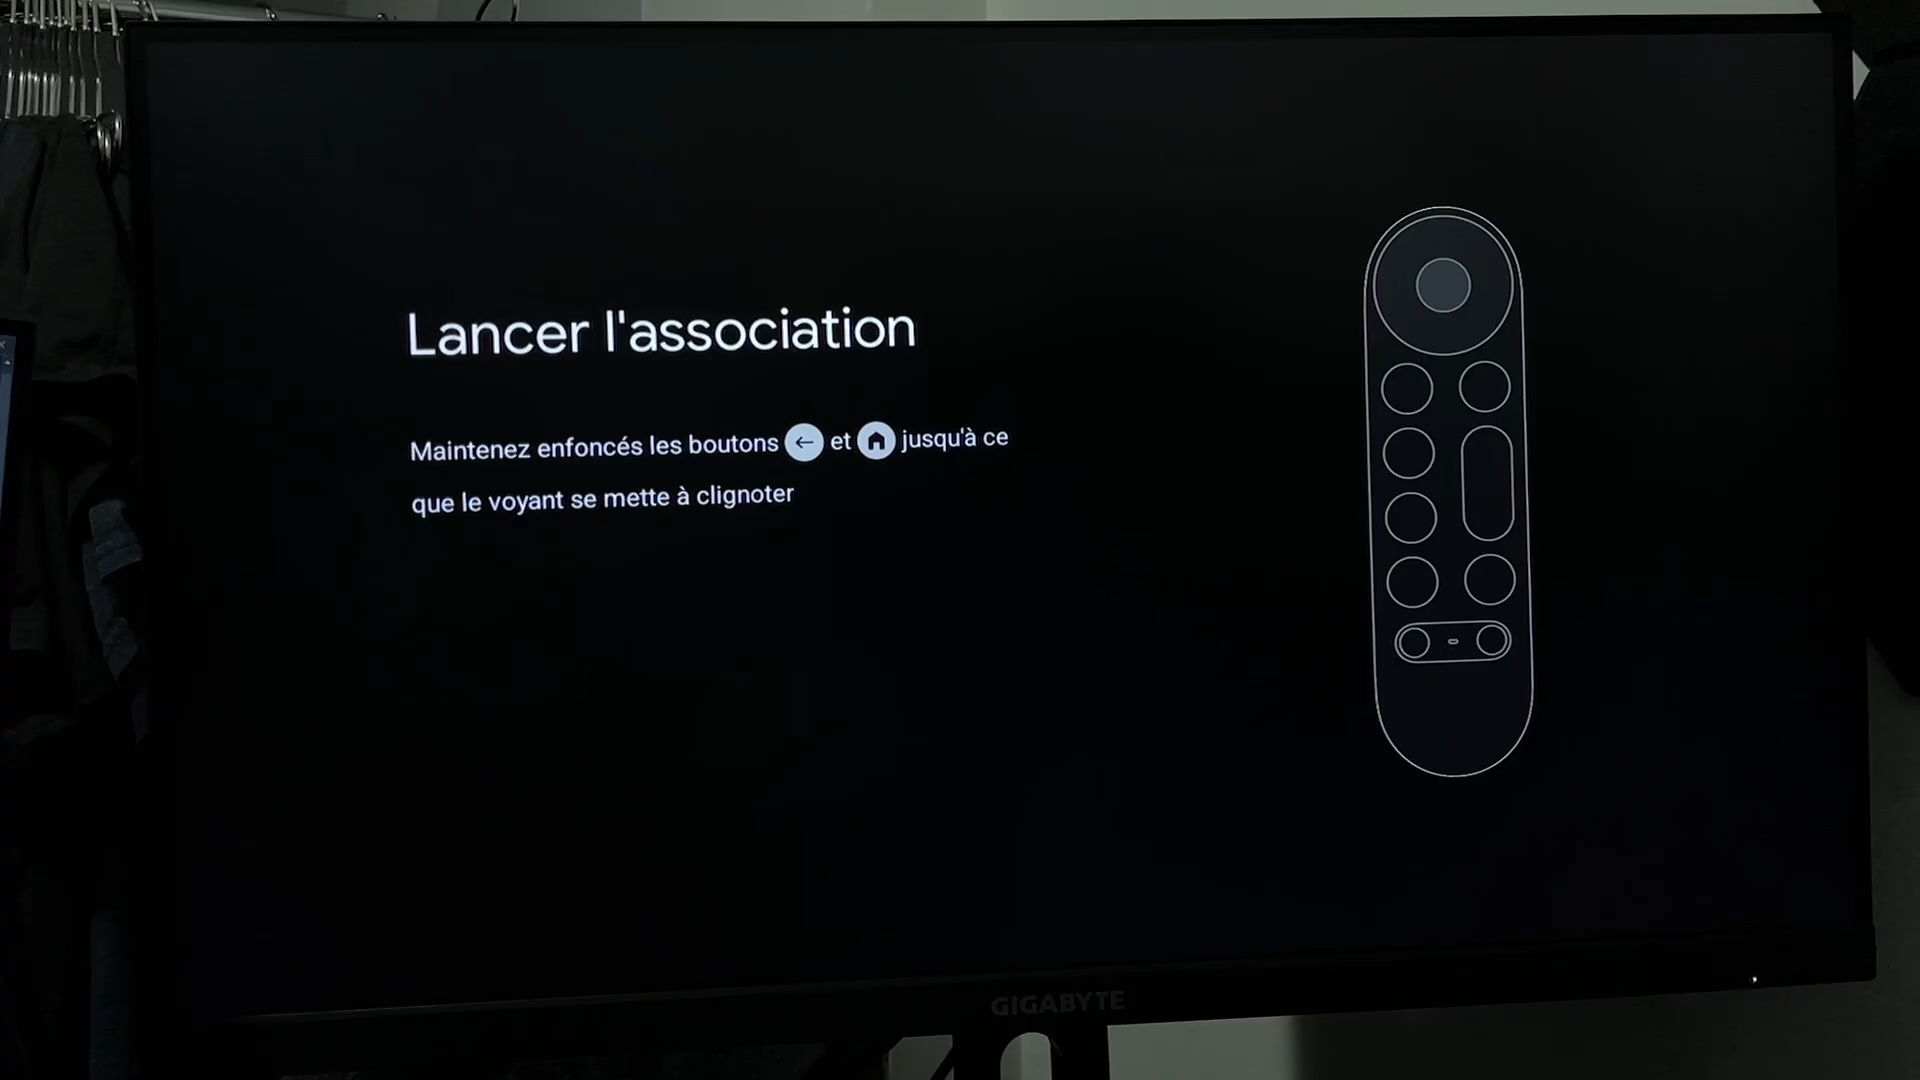 Lancer l'association
Maintenez enfoncés les boutons et jusqu'à ce
que le voyant se mette à clignoter
GIGABYTE